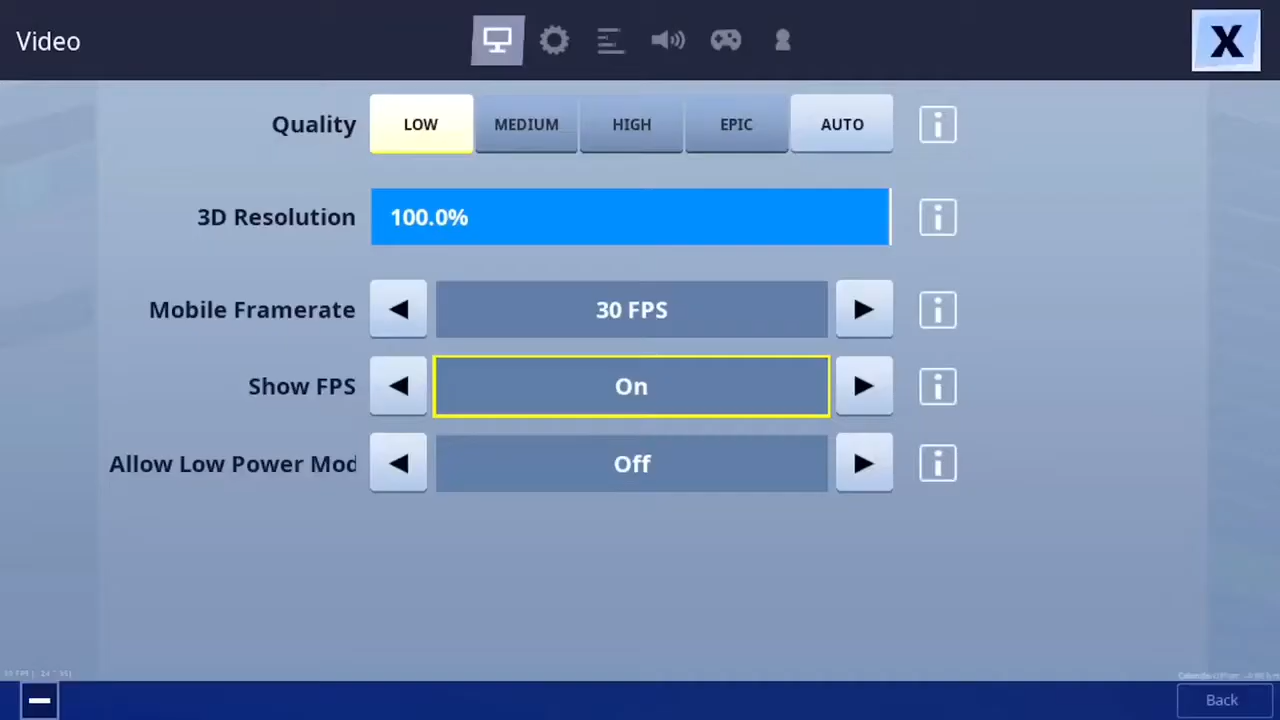 Video
X
Quality
LOW
MEDIUM
HIGH
EPIC
AUTO
3D Resolution
100.0%
Mobile Framerate
30 FPS
Show FPS
On
Allow Low Power Mod
Off
Back